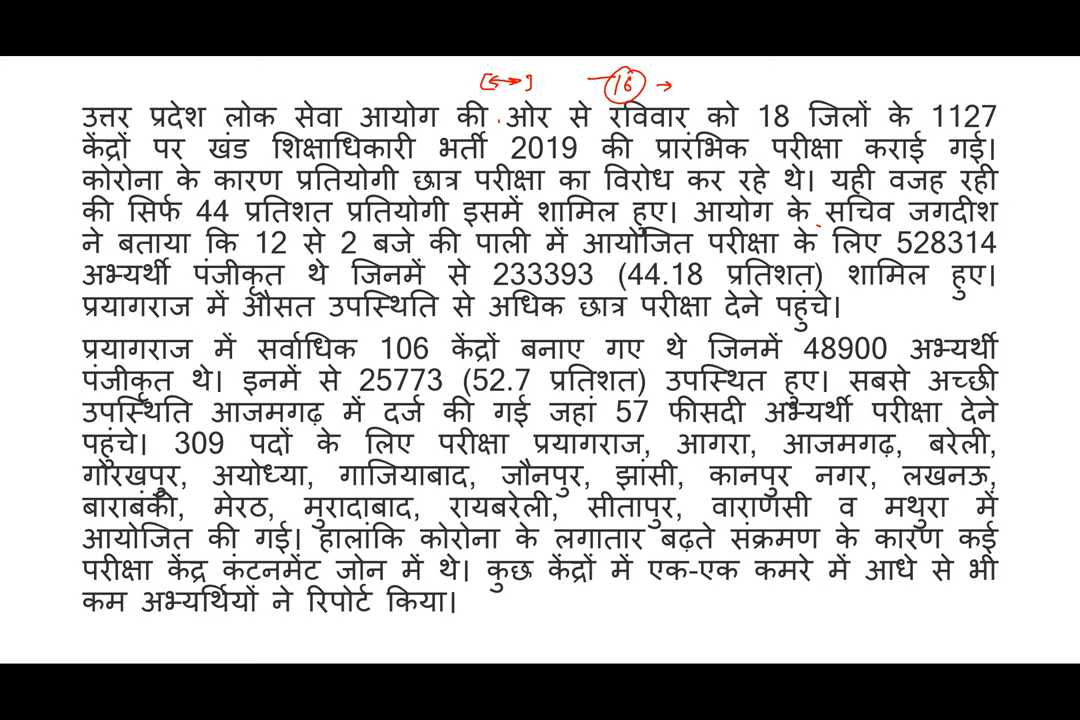 [↔] 16 →
उत्तर प्रदेश लोक सेवा आयोग की ओर से रविवार को 18 जिलों के 1127
केंद्रों पर खंड शिक्षाधिकारी भर्ती 2019 की प्रारंभिक परीक्षा कराई गई।
कोरोना के कारण प्रतियोगी छात्र परीक्षा का विरोध कर रहे थे। यही वजह रही
की सिर्फ 44 प्रतिशत प्रतियोगी इसमें शामिल हुए। आयोग के सचिव जगदीश
ने बताया कि 12 से 2 बजे की पाली में आयोजित परीक्षा के लिए 528314
अभ्यर्थी पंजीकृत थे जिनमें से 233393 (44.18 प्रतिशत) शामिल हुए।
प्रयागराज में औसत उपस्थिति से अधिक छात्र परीक्षा देने पहुंचे।
प्रयागराज में सर्वाधिक 106 केंद्रों बनाए गए थे जिनमें 48900 अभ्यर्थी
पंजीकृत थे। इनमें से 25773 (52.7 प्रतिशत) उपस्थित हुए। सबसे अच्छी
उपस्थिति आजमगढ़ में दर्ज की गई जहां 57 फीसदी अभ्यर्थी परीक्षा देने
पहुंचे। 309 पदों के लिए परीक्षा प्रयागराज, आगरा, आजमगढ़, बरेली,
गोरखपुर, अयोध्या, गाजियाबाद, जौनपुर, झांसी, कानपुर नगर, लखनऊ,
बाराबंकी, मेरठ, मुरादाबाद, रायबरेली, सीतापुर, वाराणसी व मथुरा में
आयोजित की गई। हालांकि कोरोना के लगातार बढ़ते संक्रमण के कारण कई
परीक्षा केंद्र कंटनमेंट जोन में थे। कुछ केंद्रों में एक-एक कमरे में आधे से भी
कम अभ्यर्थियों ने रिपोर्ट किया।